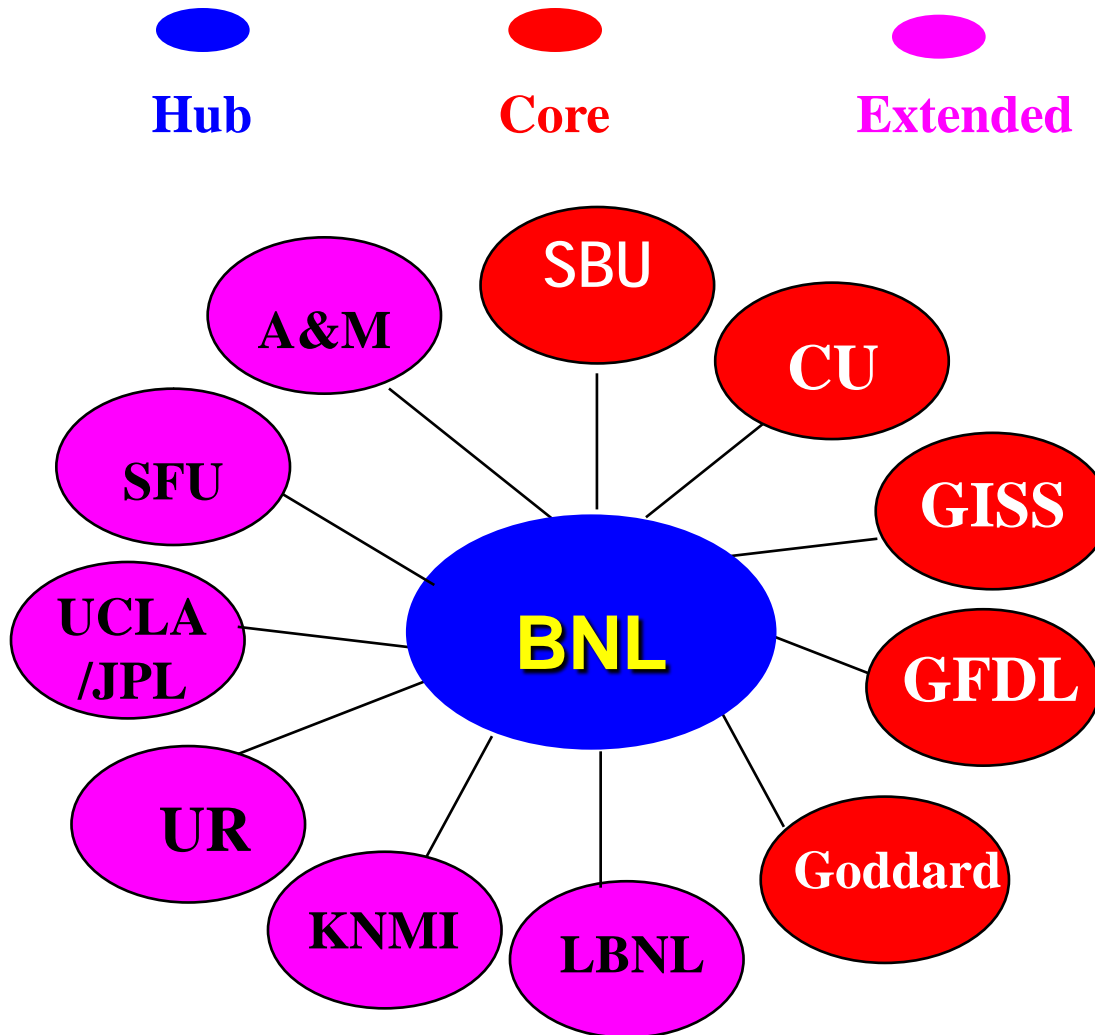 Hub
Core
Extended
SBU
A&M
CU
SFU
GISS
UCLA
/JPL
BNL
GFDL
UR
Goddard
KNMI
LBNL